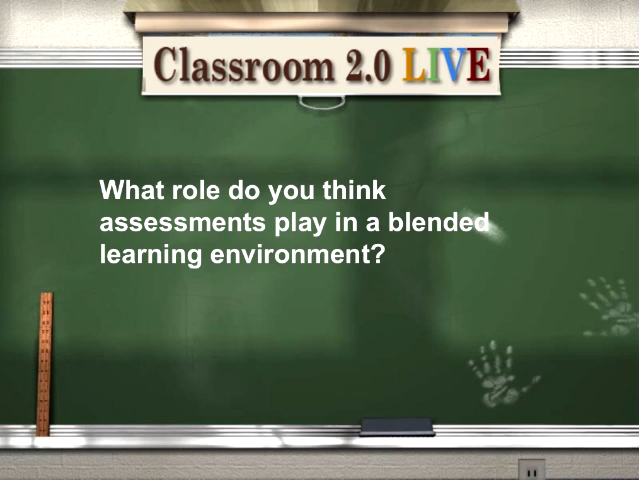 Classroom 2.0 LIVE
What role do you think
assessments play in a blended
learning environment?